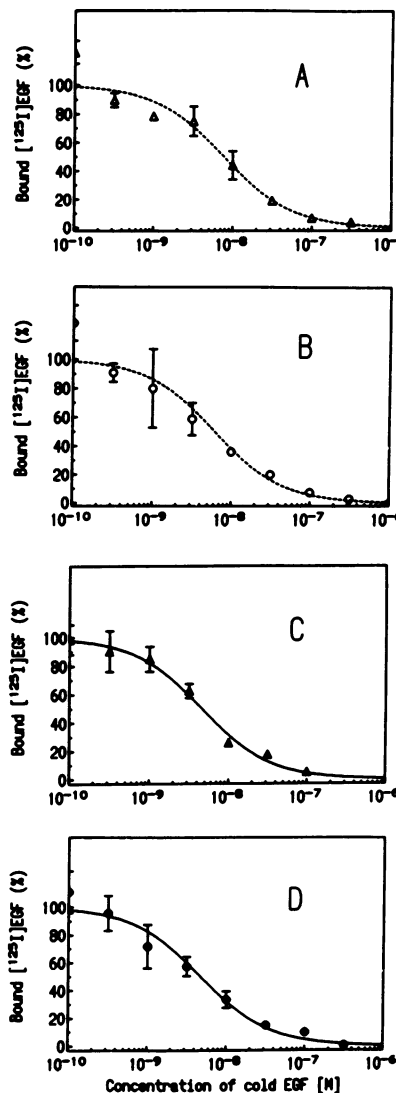 A
Bound [¹²⁵I]EGF (%)
100
80
60
40
20
0
10⁻¹⁰ 10⁻⁹ 10⁻⁸ 10⁻⁷ 10⁻⁶
B
Bound [¹²⁵I]EGF (%)
100
80
60
40
20
0
10⁻¹⁰ 10⁻⁹ 10⁻⁸ 10⁻⁷ 10⁻⁶
C
Bound [¹²⁵I]EGF (%)
100
80
60
40
20
0
10⁻¹⁰ 10⁻⁹ 10⁻⁸ 10⁻⁷ 10⁻⁶
D
Bound [¹²⁵I]EGF (%)
100
80
60
40
20
0
10⁻¹⁰ 10⁻⁹ 10⁻⁸ 10⁻⁷ 10⁻⁶
Concentration of cold EGF [M]